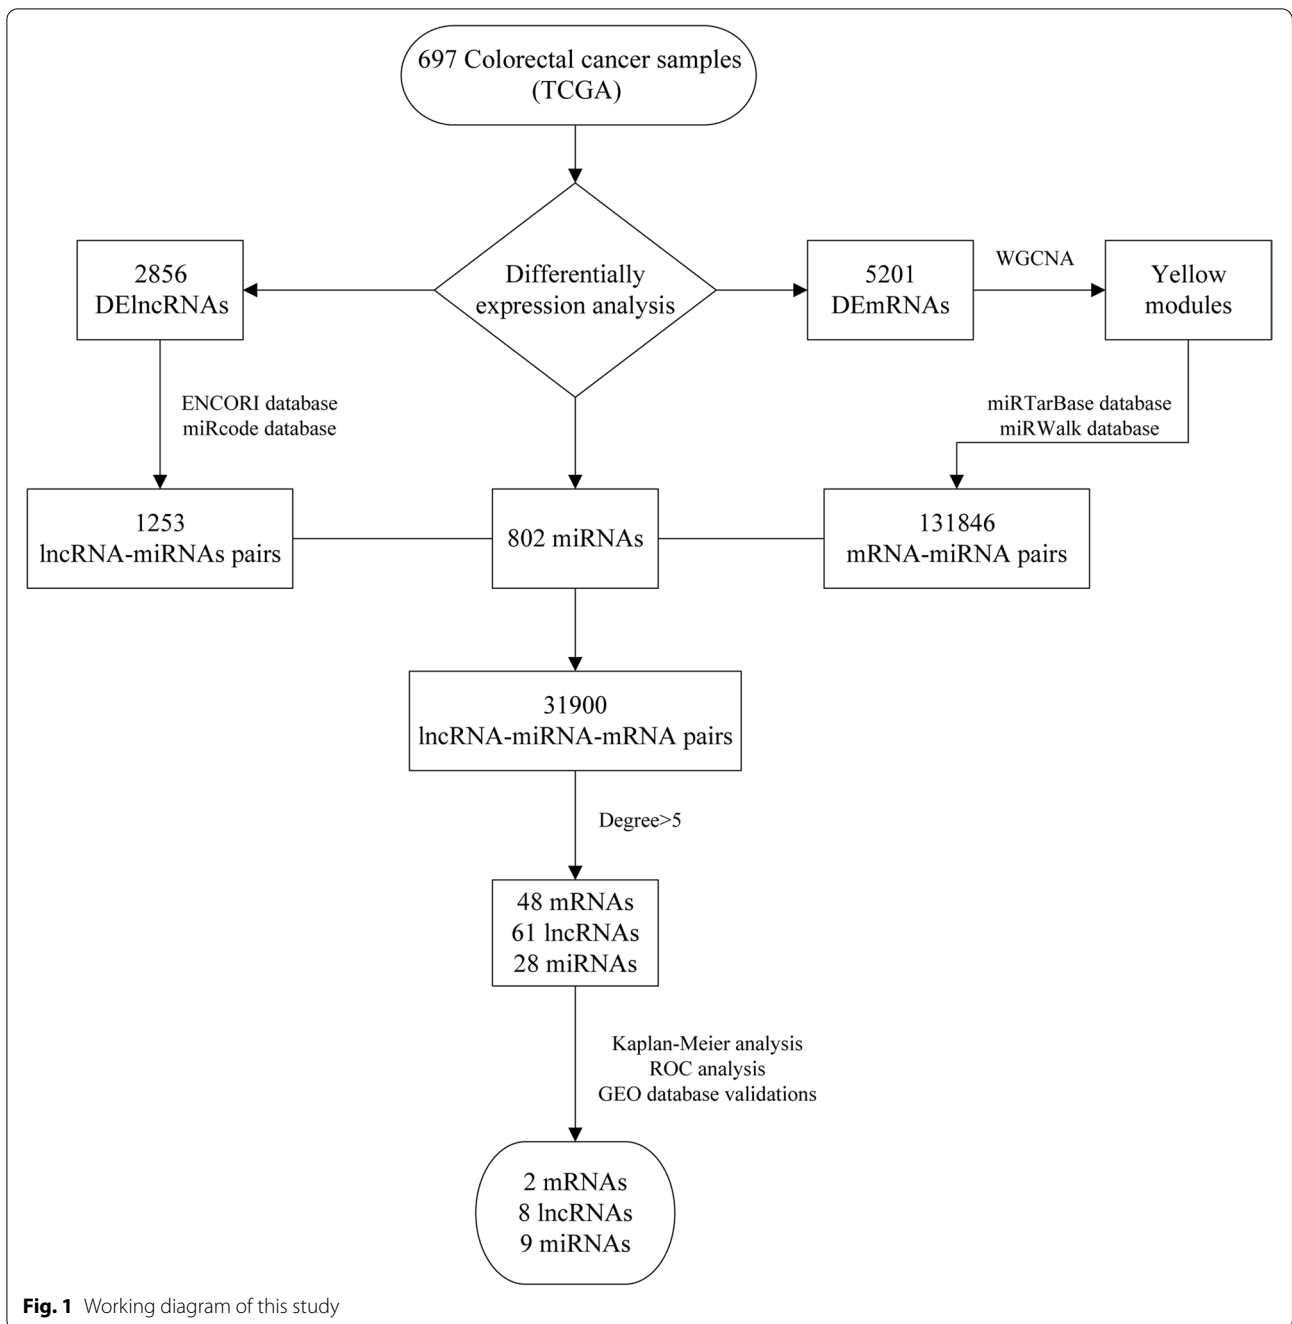 697 Colorectal cancer samples
(TCGA)
Differentially
expression analysis
2856
DElncRNAs
5201
DEmRNAs
WGCNA
Yellow
modules
ENCORI database
miRcode database
miRTarBase database
miRWalk database
1253
lncRNA-miRNAs pairs
802 miRNAs
131846
mRNA-miRNA pairs
31900
lncRNA-miRNA-mRNA pairs
Degree>5
48 mRNAs
61 lncRNAs
28 miRNAs
Kaplan-Meier analysis
ROC analysis
GEO database validations
2 mRNAs
8 lncRNAs
9 miRNAs
Fig. 1 Working diagram of this study